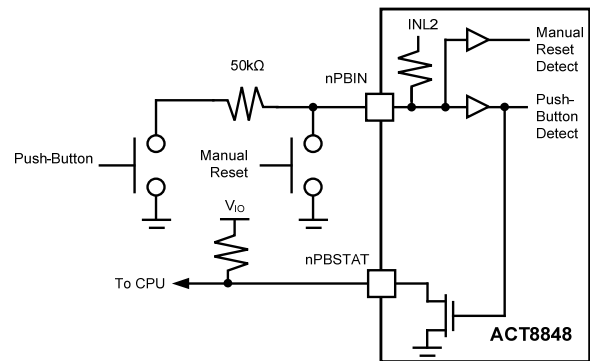 INL2
Manual
Reset
Detect
50kΩ
nPBIN
Push-
Button
Detect
Push-Button
Manual
Reset
VIO
nPBSTAT
To CPU
ACT8848